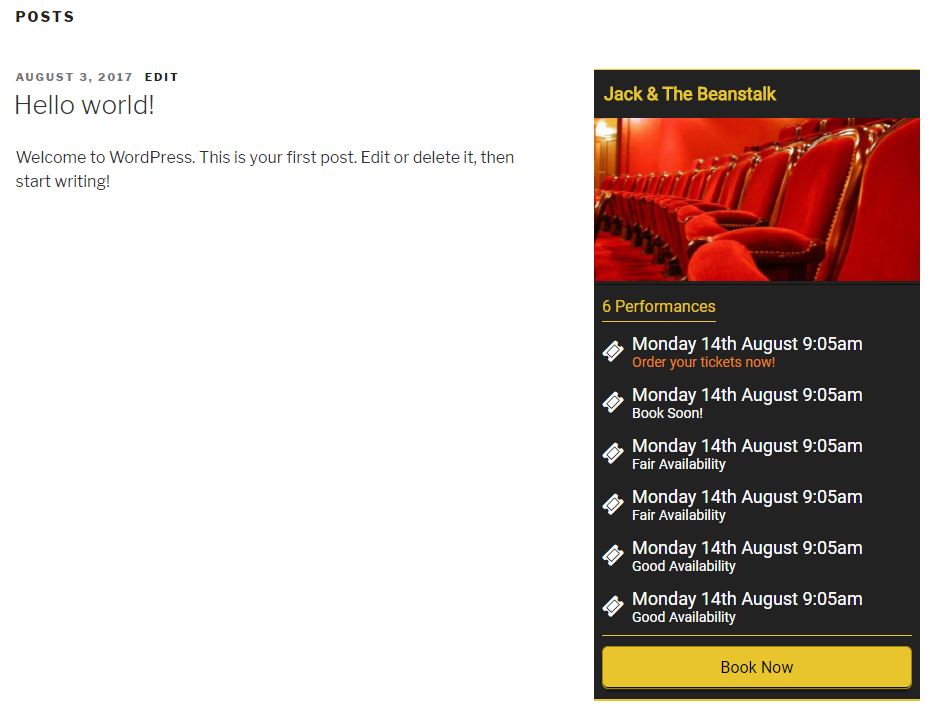 POSTS
AUGUST 3, 2017 EDIT
Hello world!
Welcome to WordPress. This is your first post. Edit or delete it, then
start writing!
Jack & The Beanstalk
6 Performances
Monday 14th August 9:05am
Order your tickets now!
Monday 14th August 9:05am
Book Soon!
Monday 14th August 9:05am
Fair Availability
Monday 14th August 9:05am
Fair Availability
Monday 14th August 9:05am
Good Availability
Monday 14th August 9:05am
Good Availability
Book Now